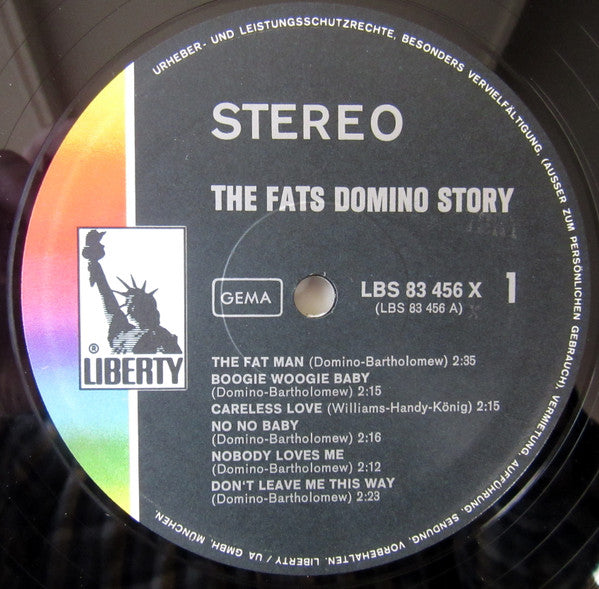 URHEBER- UND LEISTUNGSSCHUTZRECHTE, BESONDERS VERVIELFÄLTIGUNG, (AUSSER ZUM PERSÖNLICHEN GEBRAUCH), VERMIETUNG, AUFFÜHRUNG, SENDUNG, VORBEHALTEN. LIBERTY / UA GMBH, MÜNCHEN.
STEREO
THE FATS DOMINO STORY
GEMA
LBS 83 456 X 1
(LBS 83 456 A)
® LIBERTY
THE FAT MAN (Domino-Bartholomew) 2:35
BOOGIE WOOGIE BABY
(Domino-Bartholomew) 2:15
CARELESS LOVE (Williams-Handy-König) 2:15
NO NO BABY
(Domino-Bartholomew) 2:16
NOBODY LOVES ME
(Domino-Bartholomew) 2:12
DON'T LEAVE ME THIS WAY
(Domino-Bartholomew) 2:23